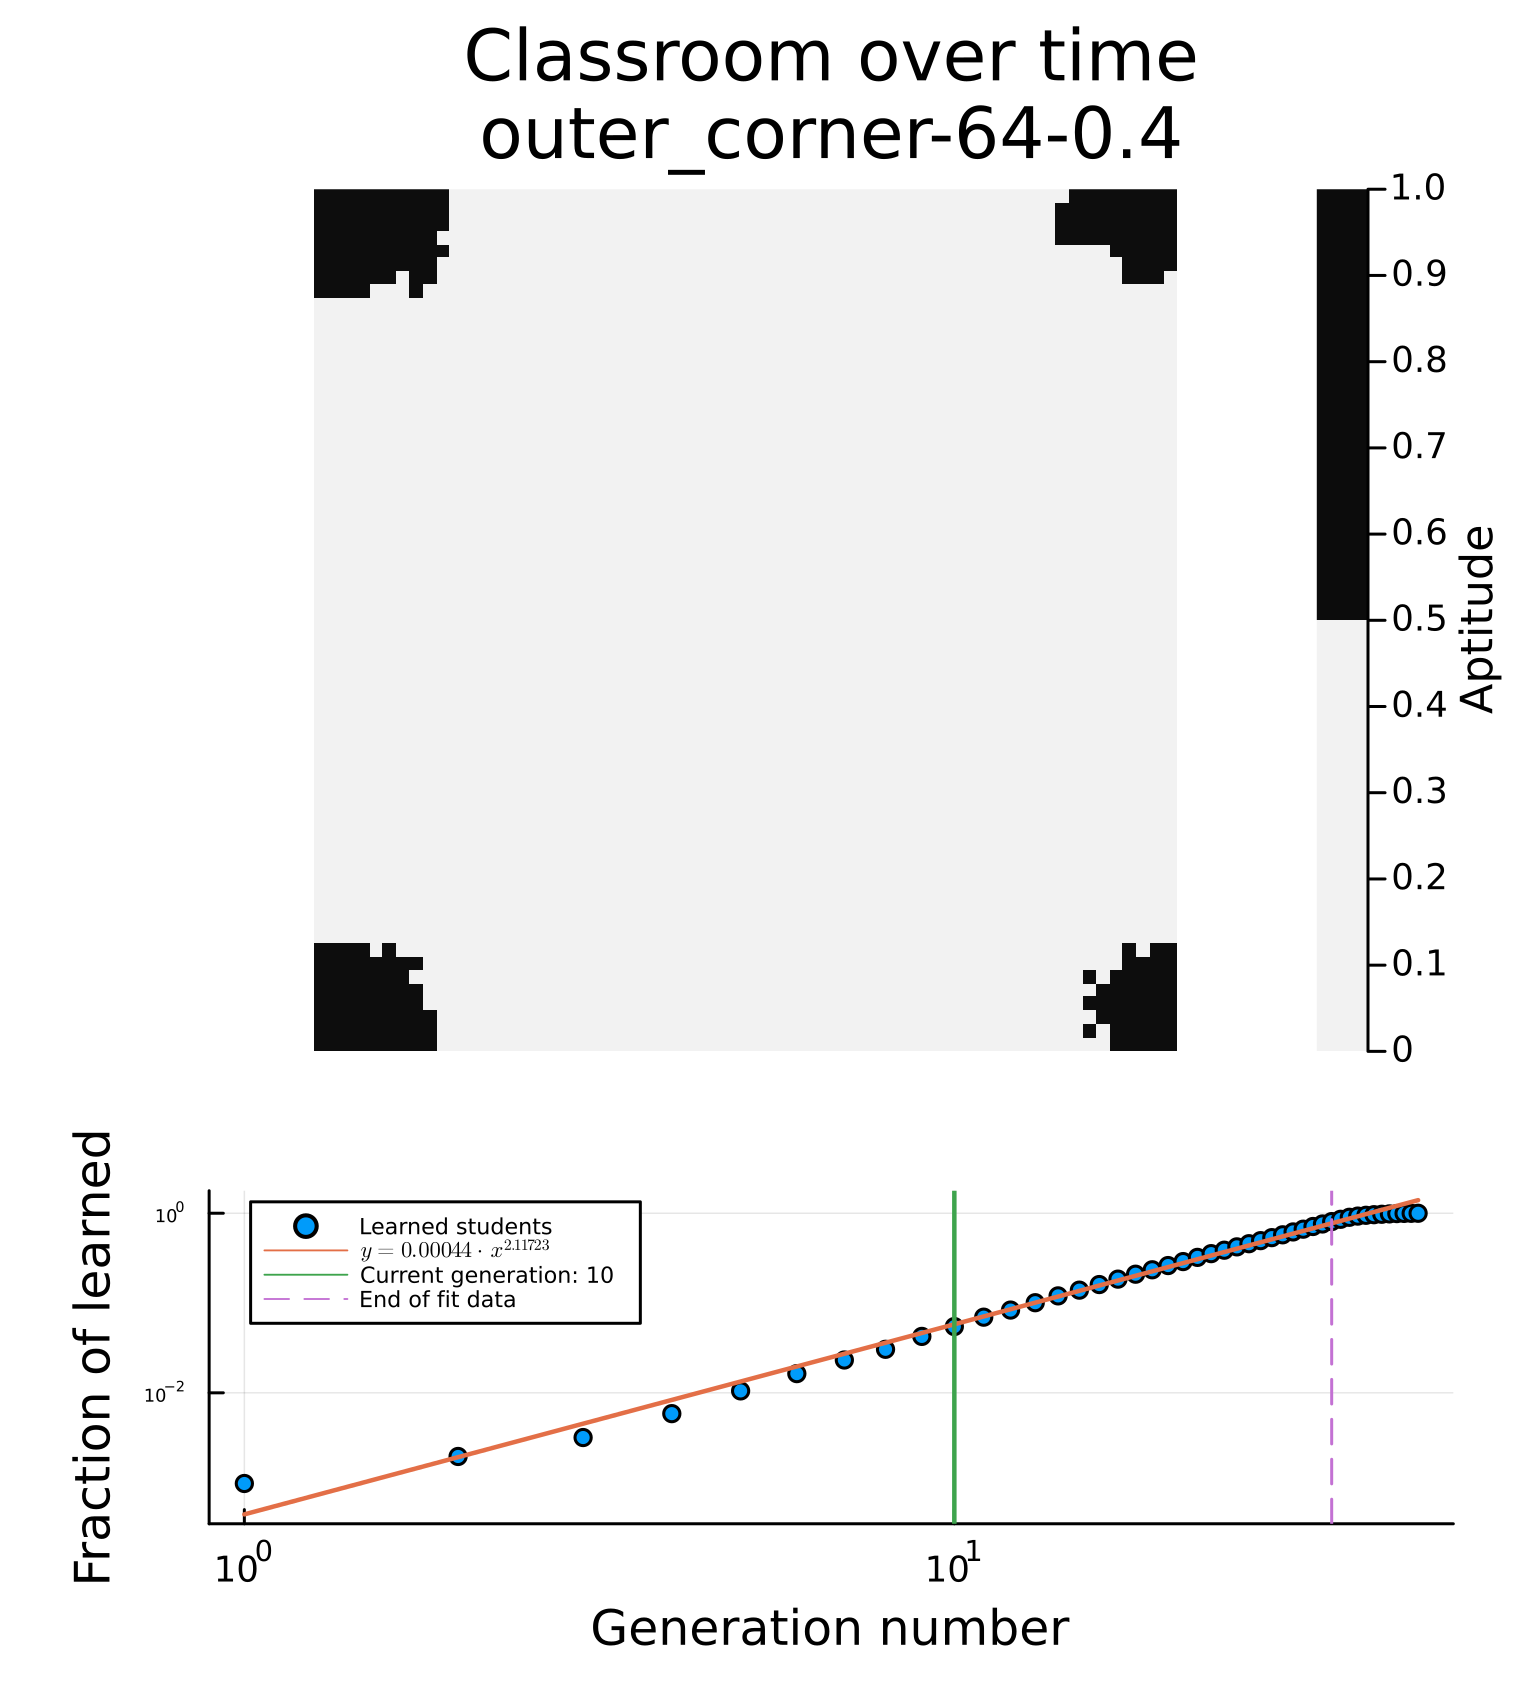 Classroom over time
outer_corner-64-0.4
1.0
0.9
0.8
0.7
0.6
0.5
0.4
0.3
0.2
0.1
0
Aptitude
Fraction of learned
10^0
10^−2
Learned students
y = 0.00044 · x^2.11723
Current generation: 10
End of fit data
10^0
10^1
Generation number